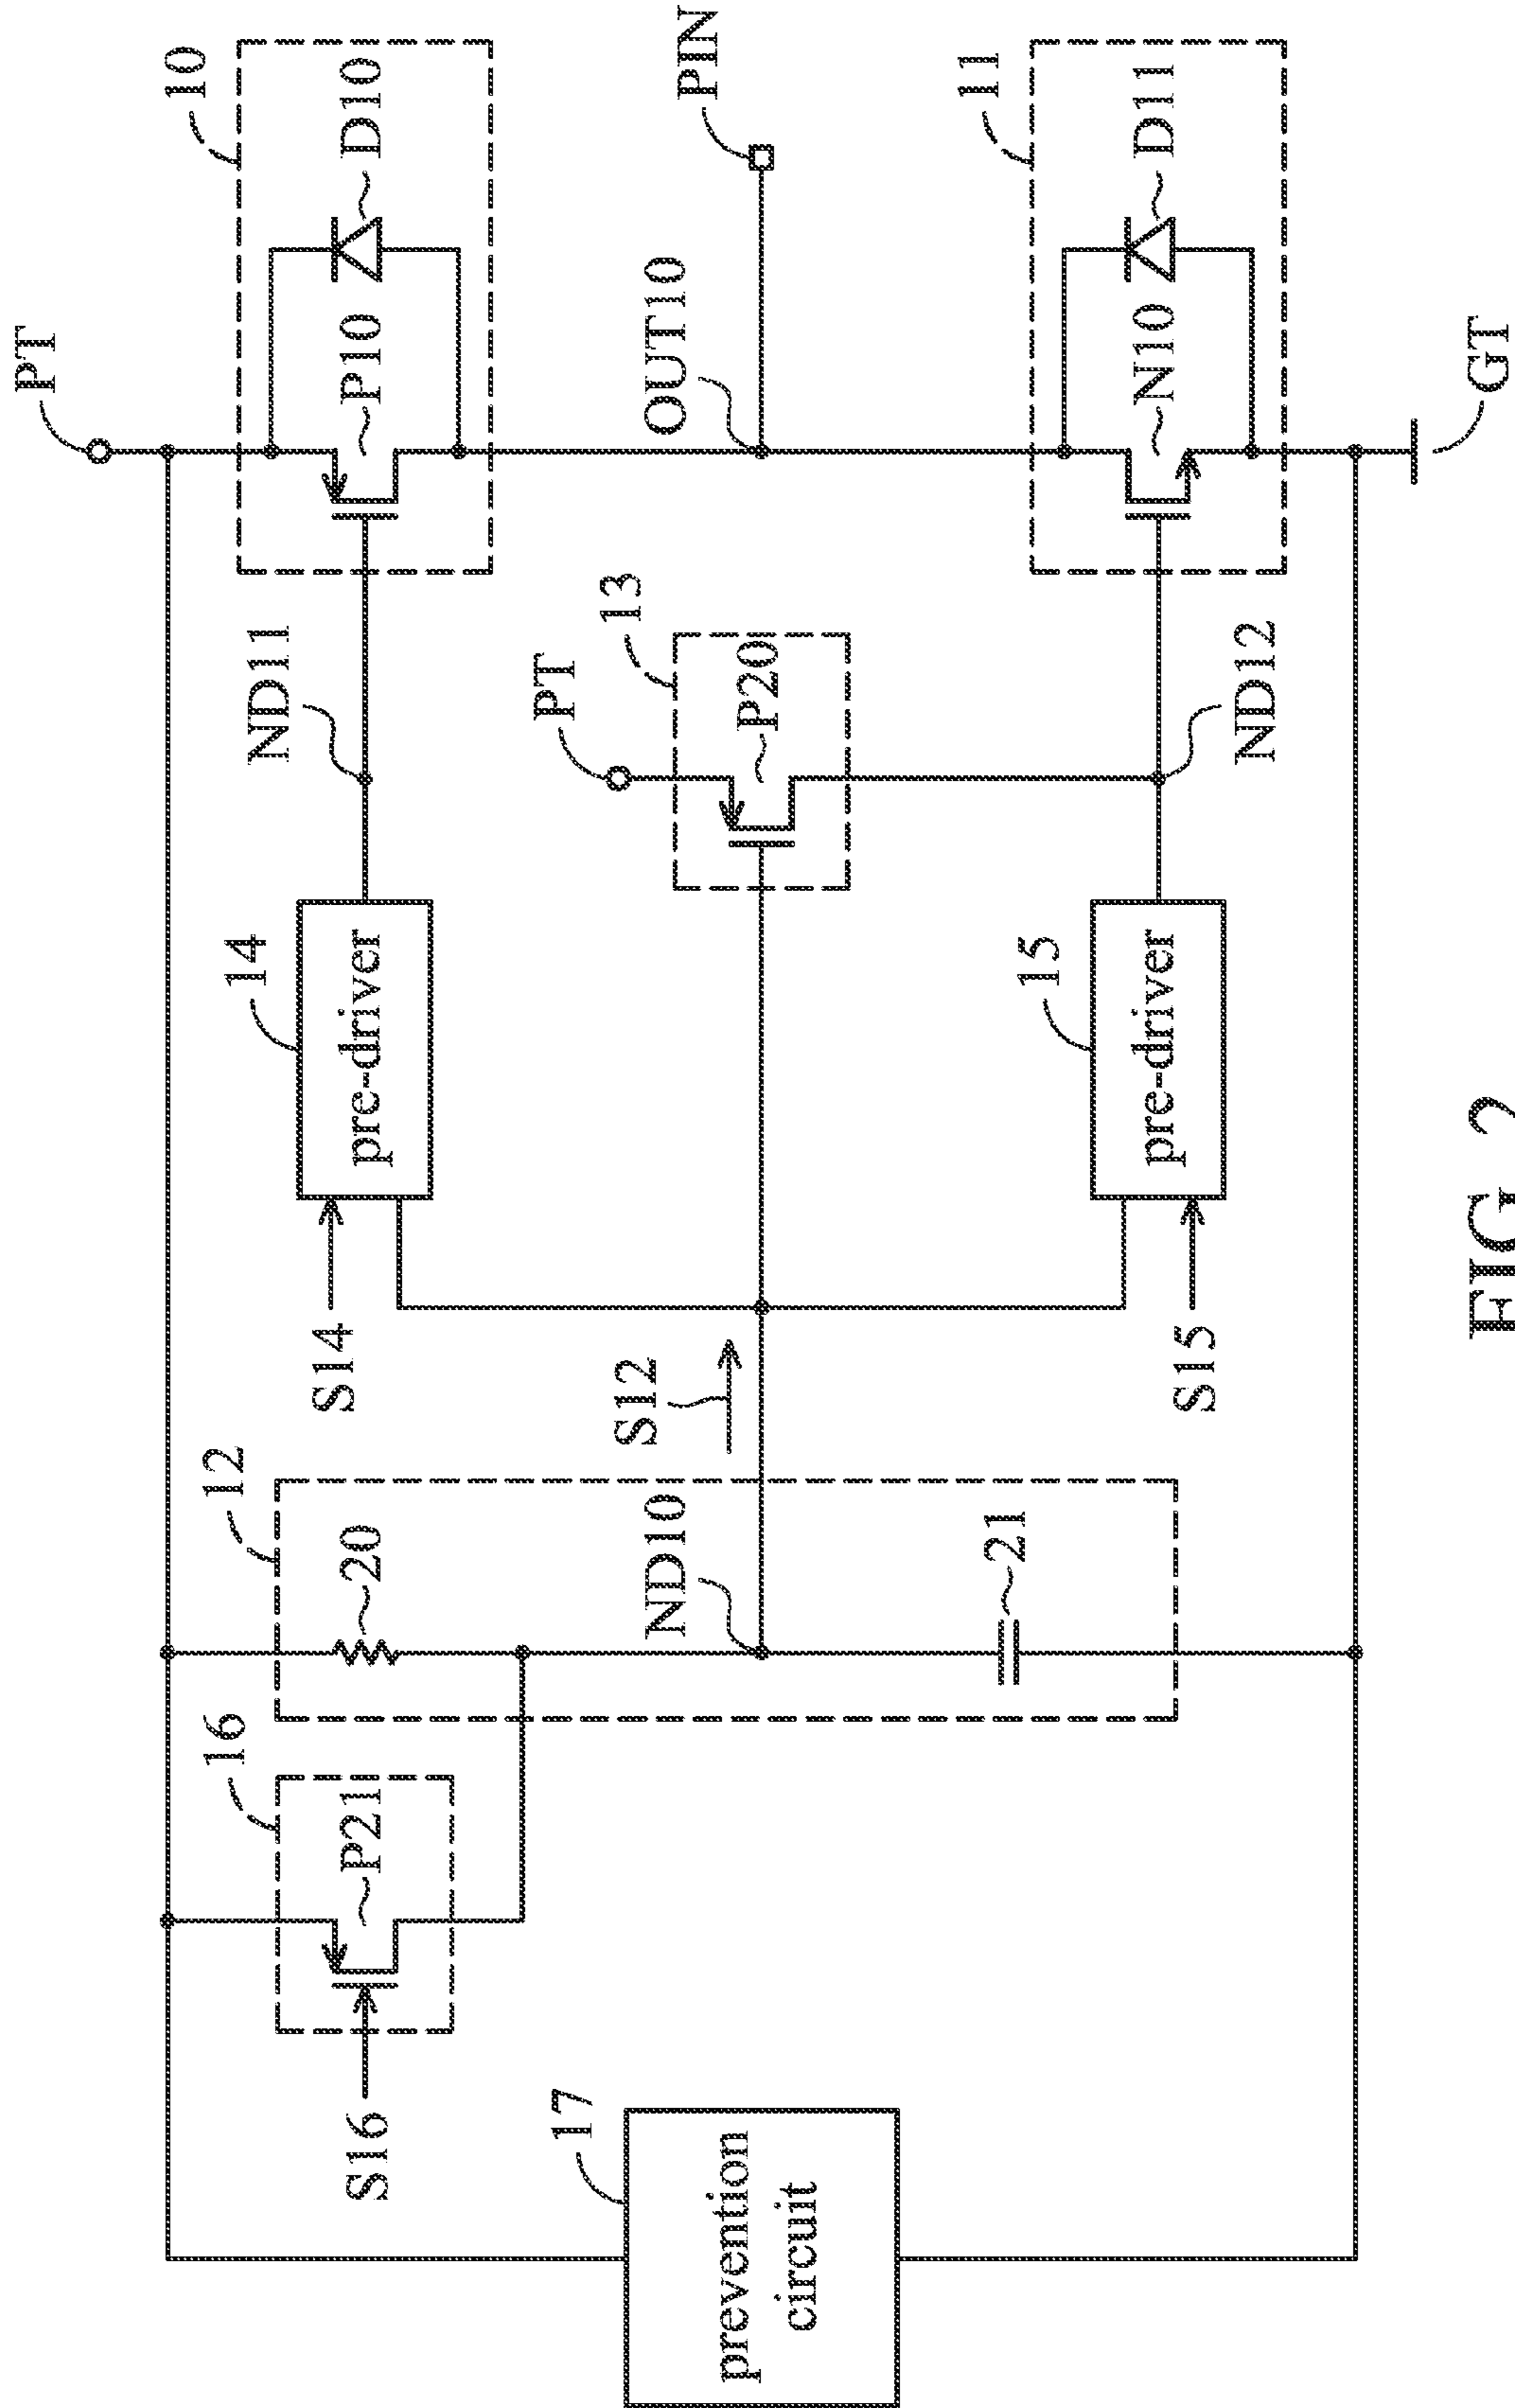 PT
10
D10
P10
PIN
OUT10
11
D11
N10
GT
ND11
13
PT
P20
ND12
14
pre-driver
15
pre-driver
S14
S12
S15
12
20
ND10
21
16
P21
S16
17
prevention
circuit
FIG. 2